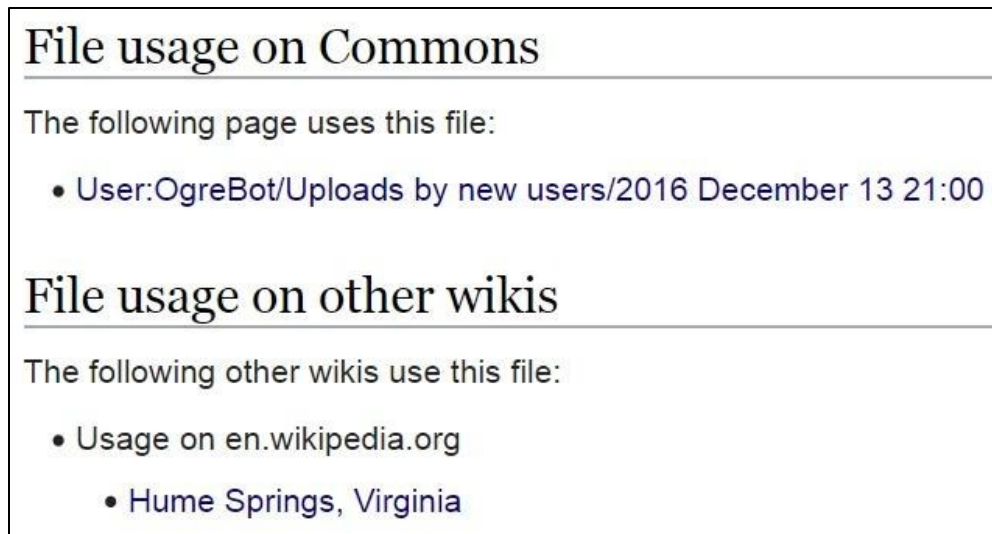 File usage on Commons
The following page uses this file:
• User:OgreBot/Uploads by new users/2016 December 13 21:00
File usage on other wikis
The following other wikis use this file:
• Usage on en.wikipedia.org
• Hume Springs, Virginia